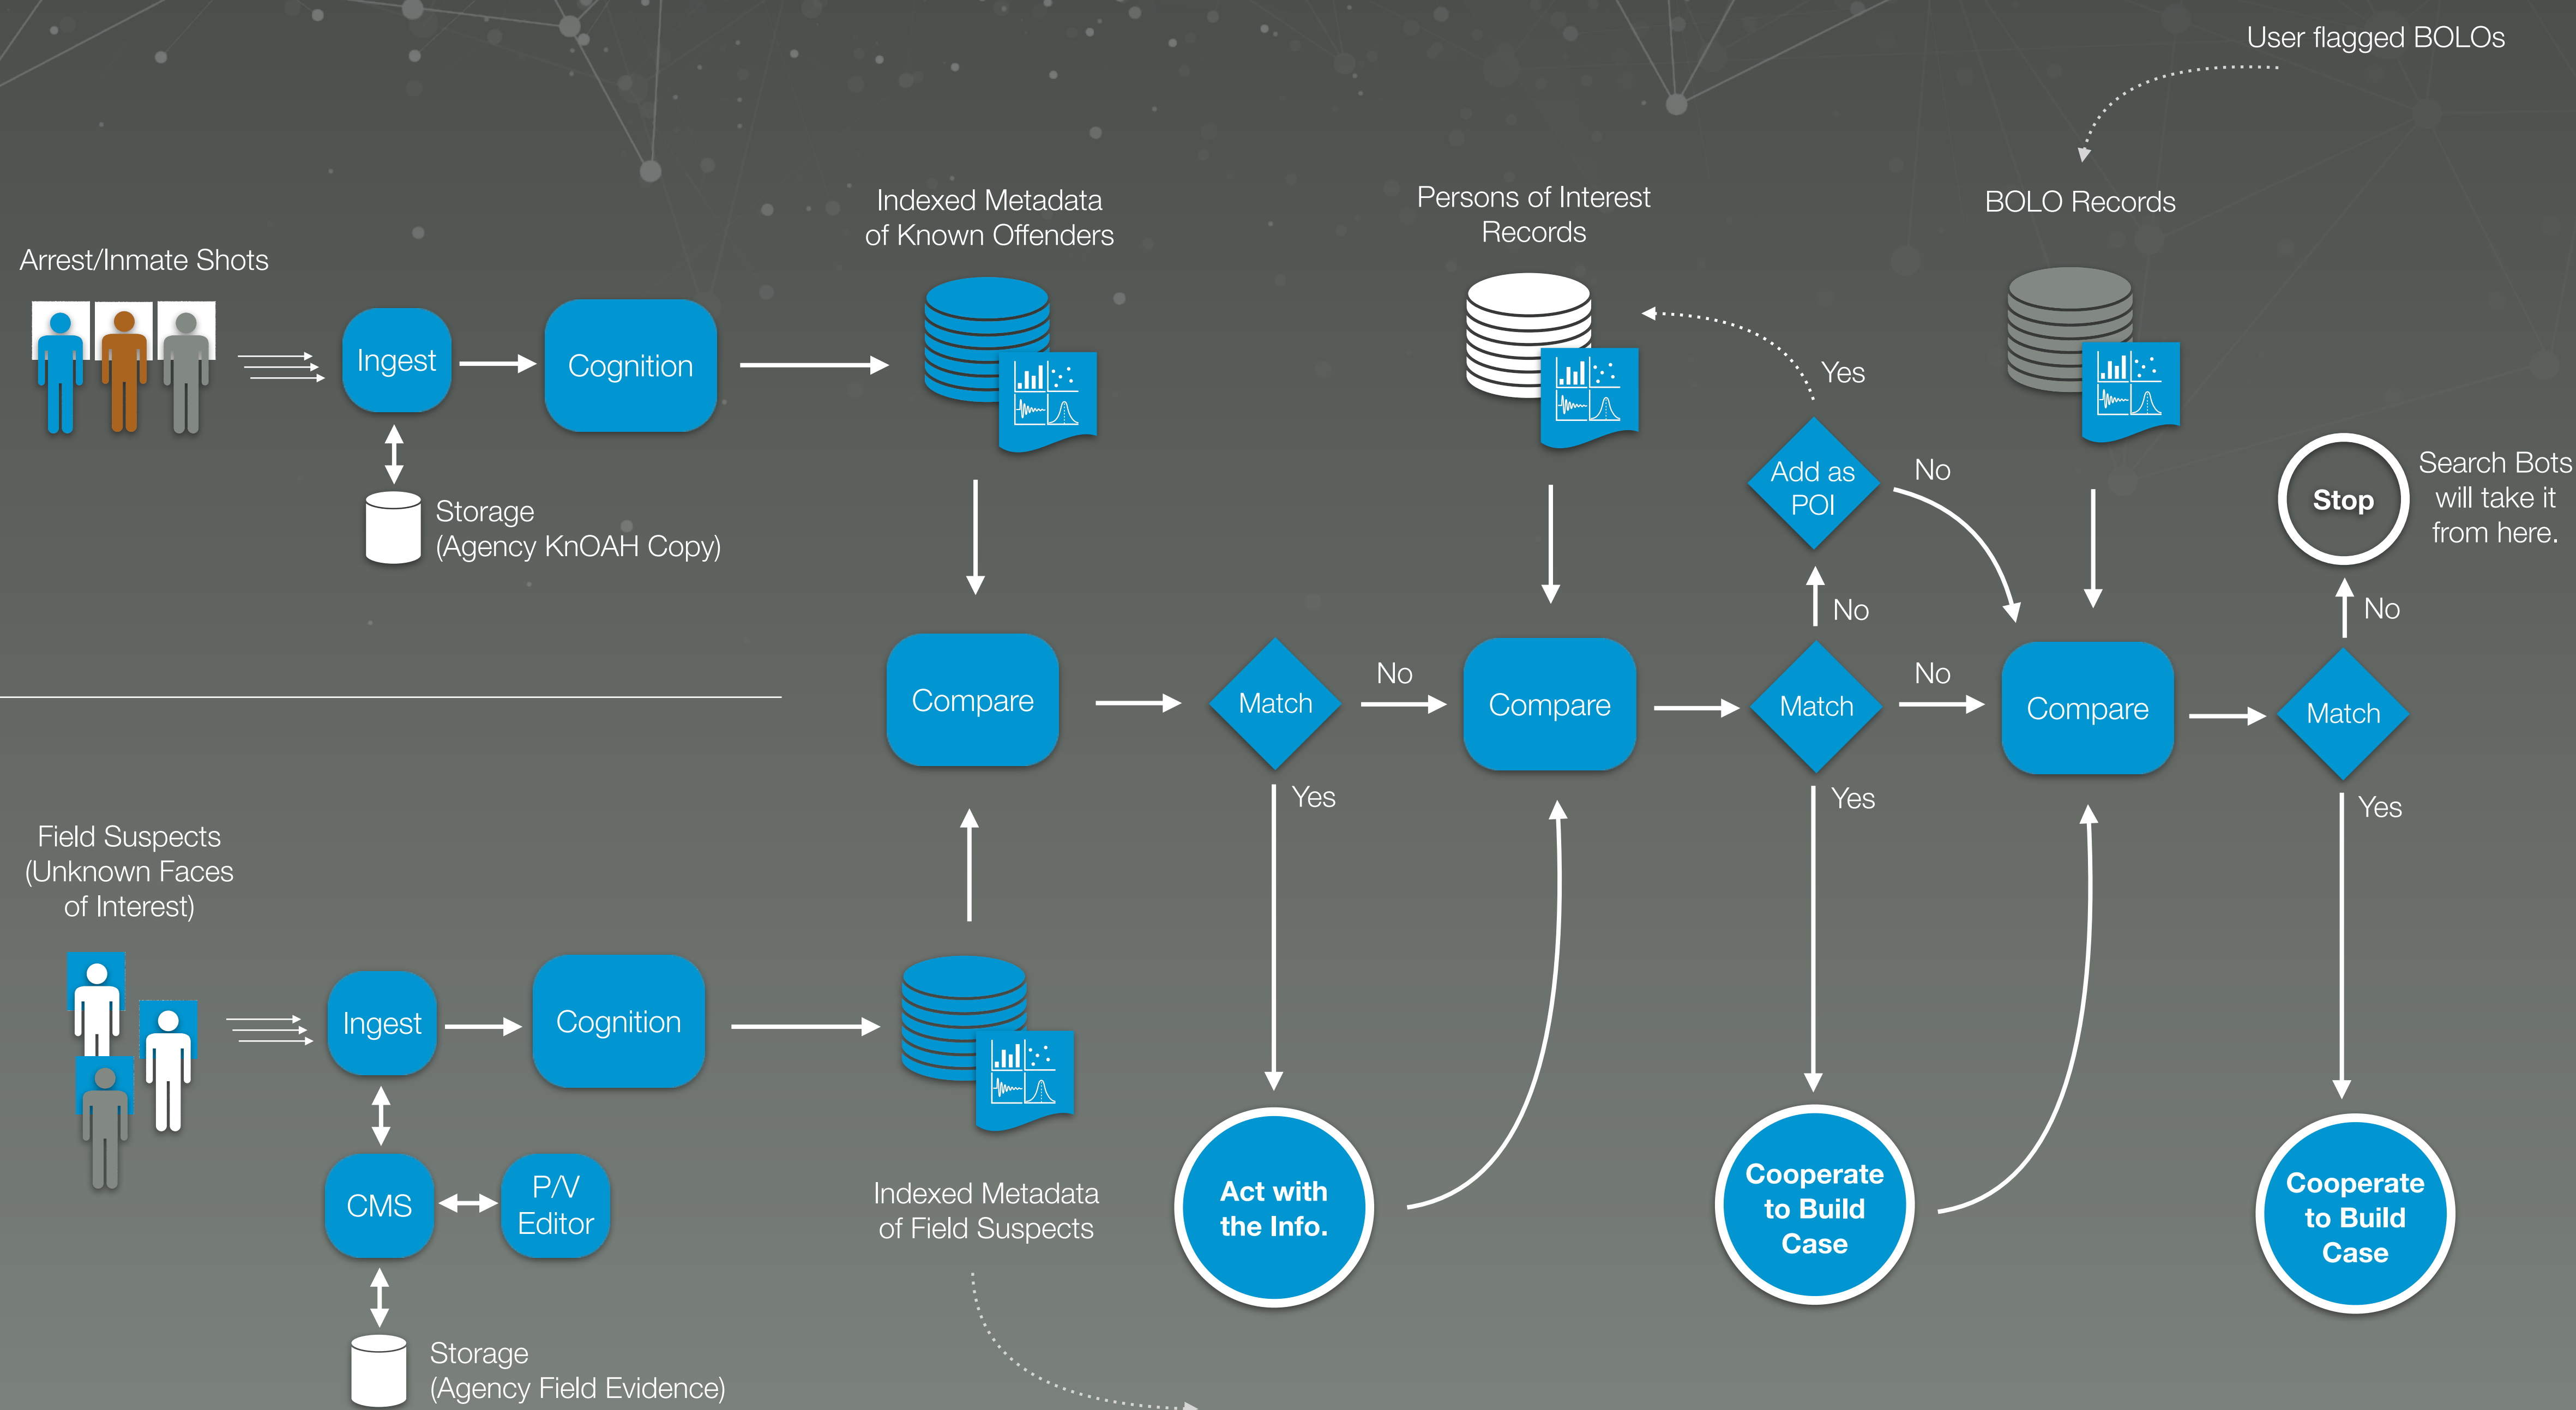 User flagged BOLOs
Indexed Metadata
of Known Offenders
Persons of Interest
Records
BOLO Records
Arrest/Inmate Shots
Ingest
Cognition
Storage
(Agency KnOAH Copy)
Yes
Add as
POI
No
Stop
Search Bots
will take it
from here.
No
No
Compare
Match
No
Compare
Match
No
Compare
Match
Yes
Yes
Yes
Field Suspects
(Unknown Faces
of Interest)
Ingest
Cognition
CMS
P/V
Editor
Indexed Metadata
of Field Suspects
Act with
the Info.
Cooperate
to Build
Case
Cooperate
to Build
Case
Storage
(Agency Field Evidence)